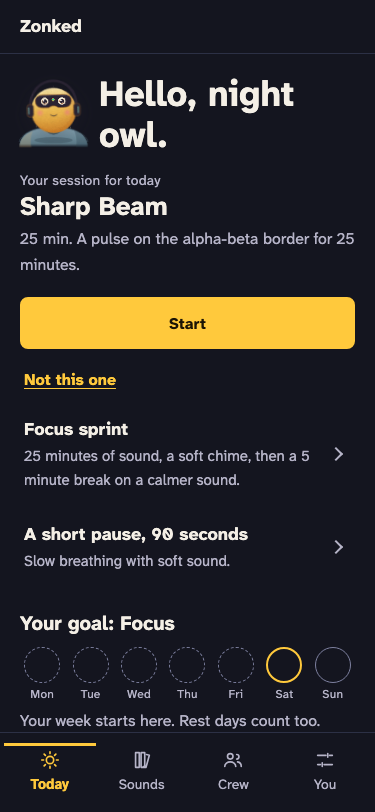 Zonked
Hello, night
owl.
Your session for today
Sharp Beam
25 min. A pulse on the alpha-beta border for 25
minutes.
Start
Not this one
Focus sprint
25 minutes of sound, a soft chime, then a 5
minute break on a calmer sound.
A short pause, 90 seconds
Slow breathing with soft sound.
Your goal: Focus
Mon Tue Wed Thu Fri Sat Sun
Your week starts here. Rest days count too.
Today Sounds Crew You